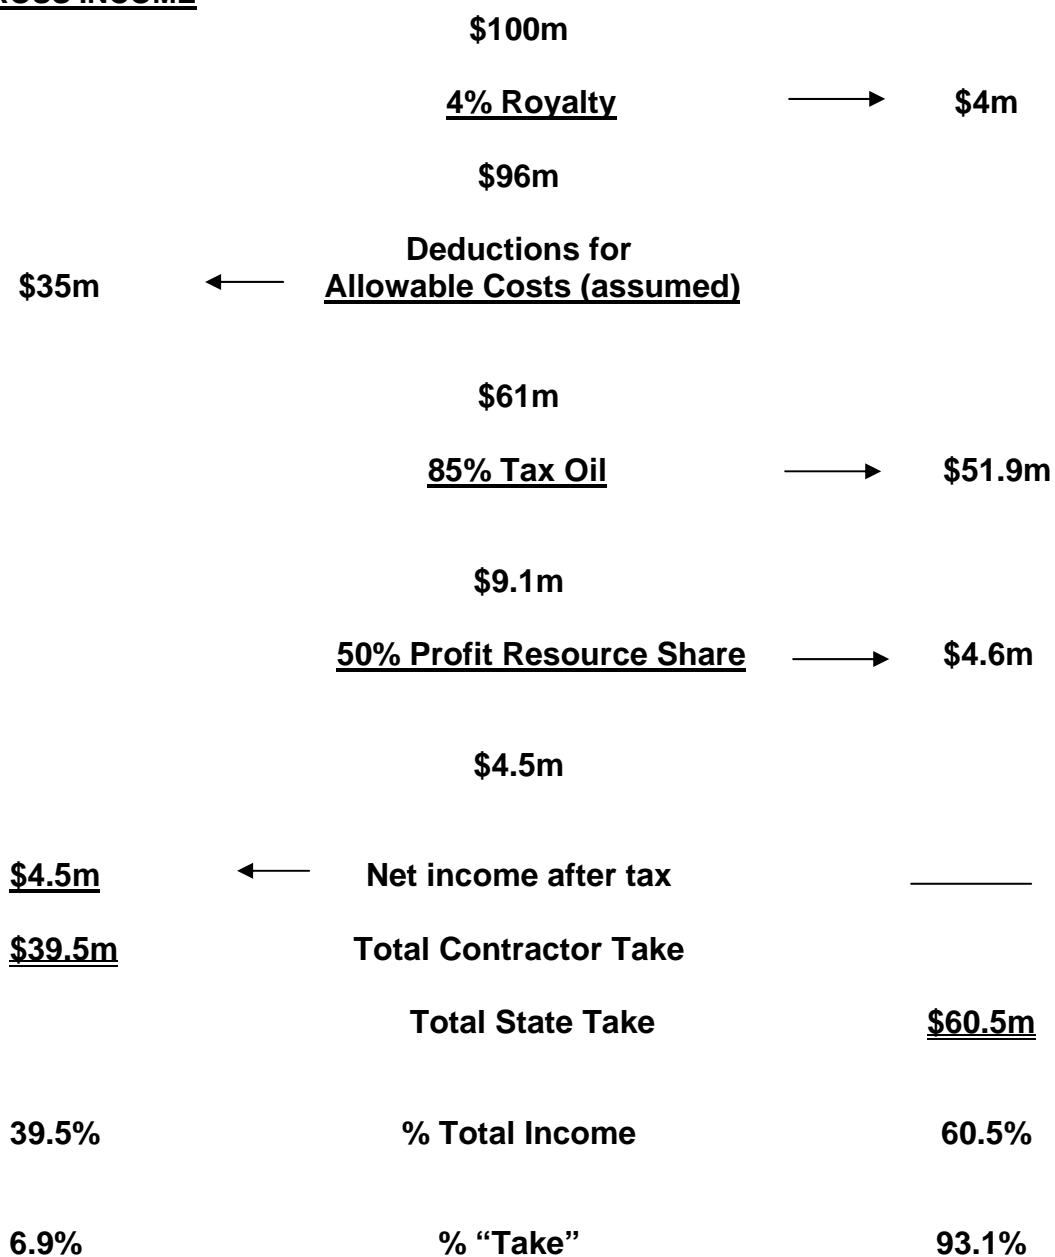 $100m
4% Royalty $4m
$96m
Deductions for
$35m Allowable Costs (assumed)
$61m
85% Tax Oil $51.9m
$9.1m
50% Profit Resource Share $4.6m
$4.5m
$4.5m Net income after tax
$39.5m Total Contractor Take
Total State Take $60.5m
39.5% % Total Income 60.5%
6.9% % “Take” 93.1%